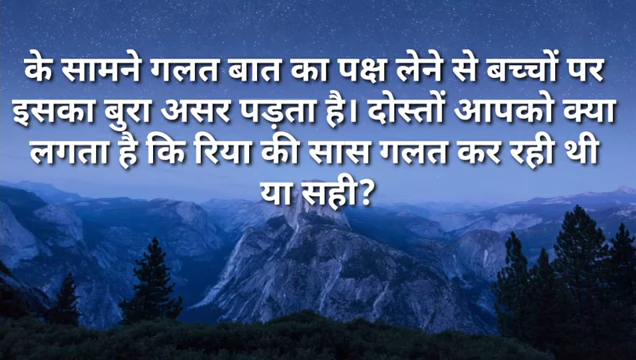 के सामने गलत बात का पक्ष लेने से बच्चों पर
इसका बुरा असर पड़ता है। दोस्तों आपको क्या
लगता है कि रिया की सास गलत कर रही थी
या सही?